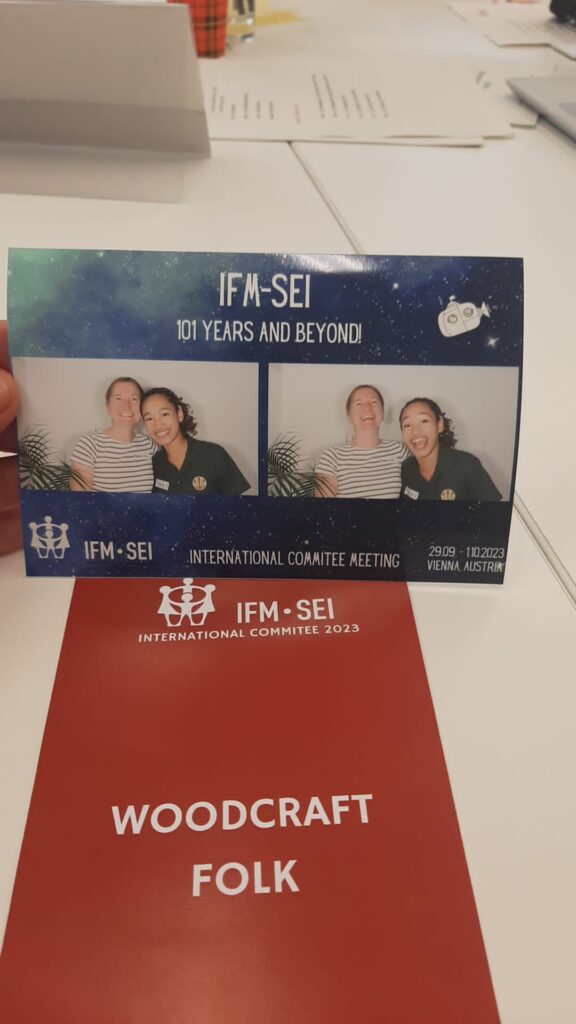 IFM-SEI
101 YEARS AND BEYOND!
IFM•SEI
INTERNATIONAL COMMITEE MEETING
29.09 - 1.10.2023
VIENNA, AUSTRIA
IFM•SEI
INTERNATIONAL COMMITEE 2023
WOODCRAFT
FOLK